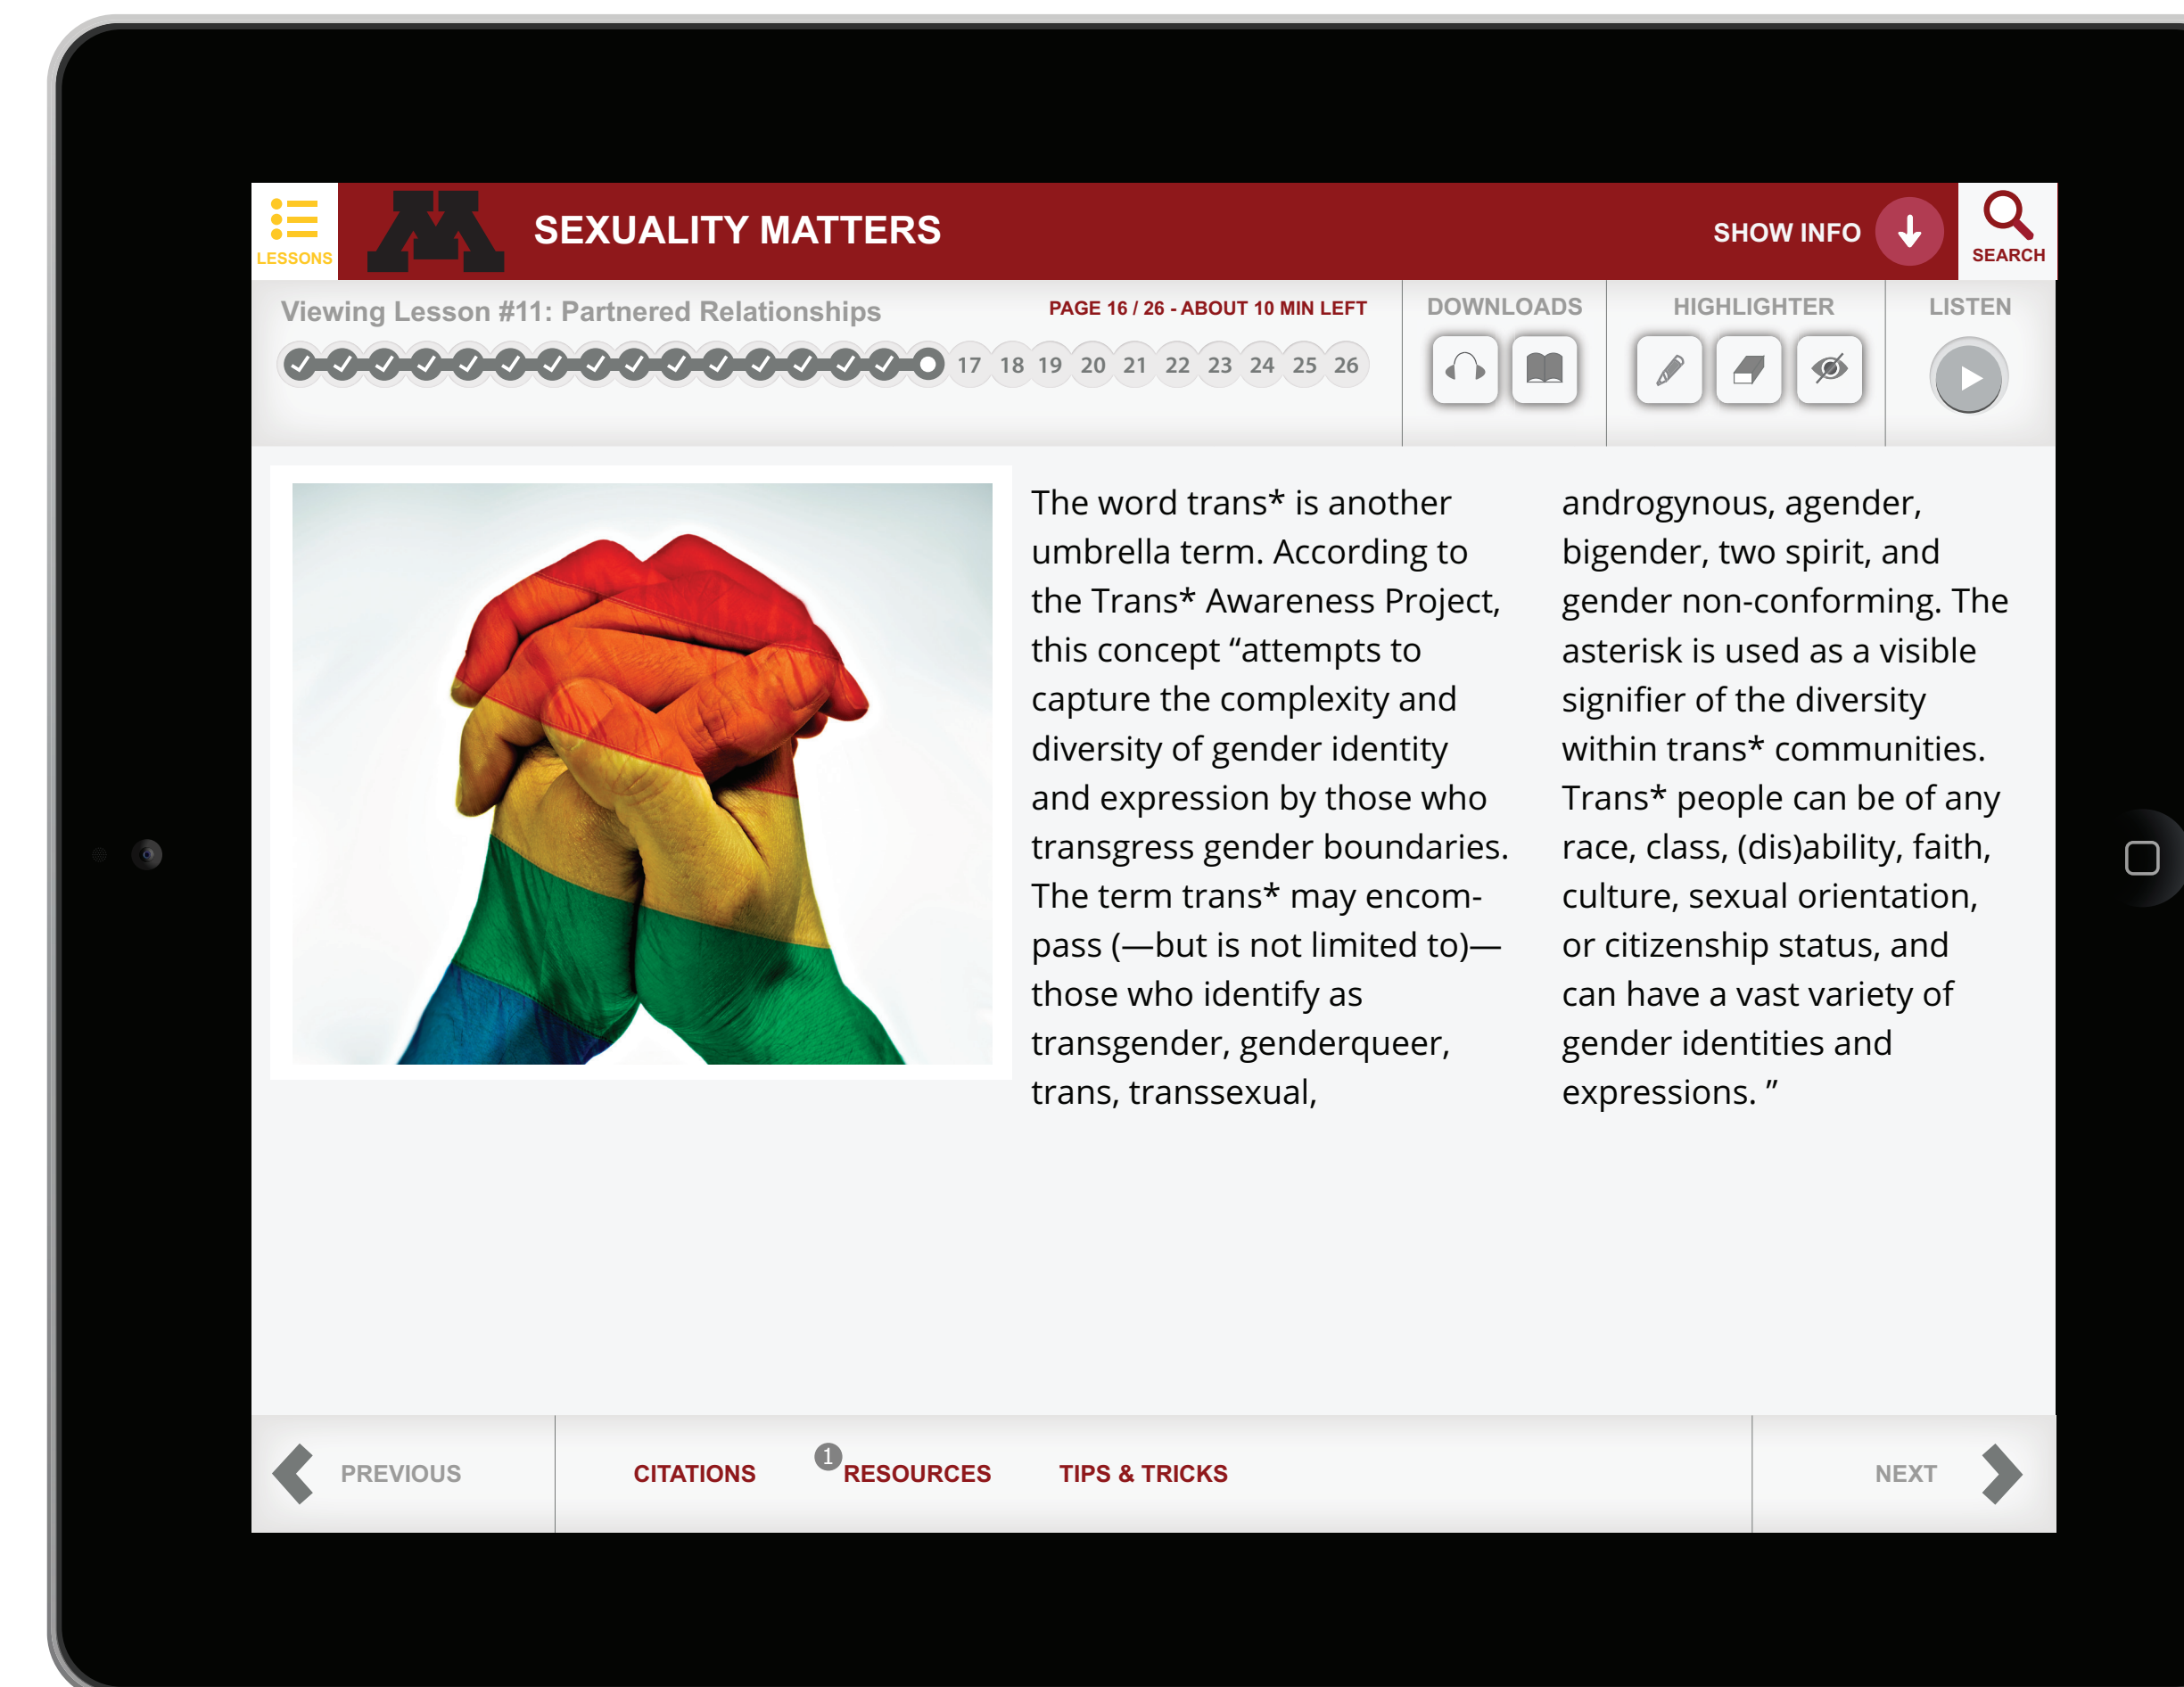 LESSONS
M
SEXUALITY MATTERS
SHOW INFO
SEARCH
Viewing Lesson #11: Partnered Relationships
PAGE 16 / 26 - ABOUT 10 MIN LEFT
17 18 19 20 21 22 23 24 25 26
DOWNLOADS
HIGHLIGHTER
LISTEN
The word trans* is another
umbrella term. According to
the Trans* Awareness Project,
this concept “attempts to
capture the complexity and
diversity of gender identity
and expression by those who
transgress gender boundaries.
The term trans* may encom-
pass (—but is not limited to)—
those who identify as
transgender, genderqueer,
trans, transsexual,
androgynous, agender,
bigender, two spirit, and
gender non-conforming. The
asterisk is used as a visible
signifier of the diversity
within trans* communities.
Trans* people can be of any
race, class, (dis)ability, faith,
culture, sexual orientation,
or citizenship status, and
can have a vast variety of
gender identities and
expressions. ”
PREVIOUS
CITATIONS
1
RESOURCES
TIPS & TRICKS
NEXT